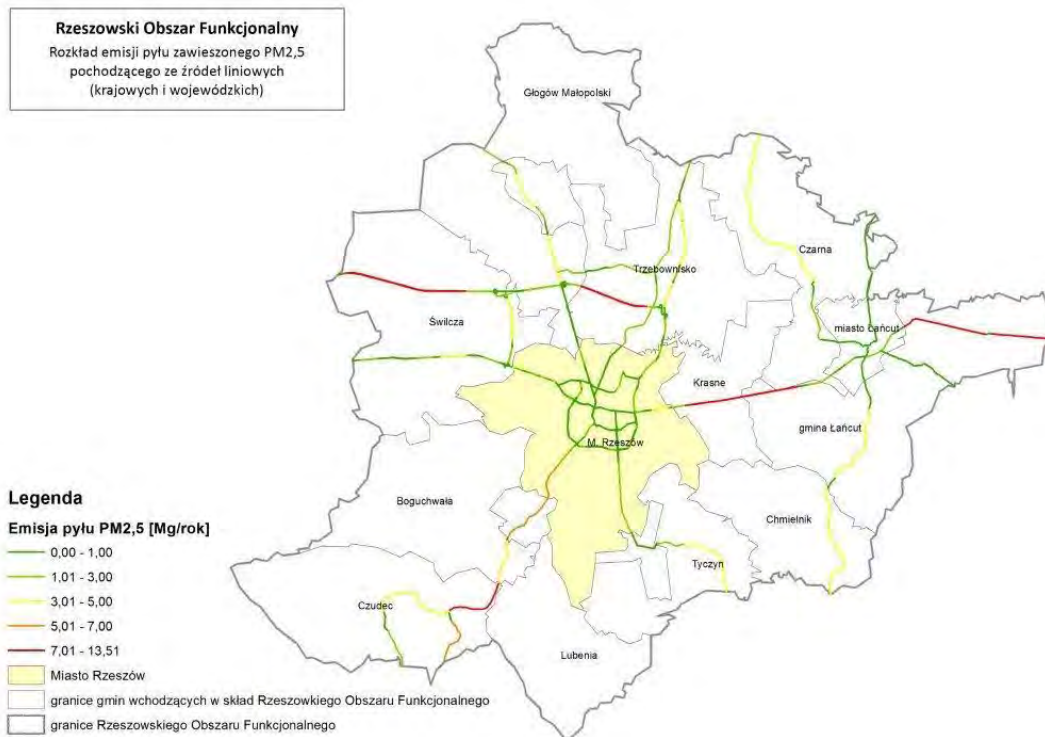 Rzeszowski Obszar Funkcjonalny
Rozkład emisji pyłu zawieszonego PM2,5
pochodzącego ze źródeł liniowych
(krajowych i wojewódzkich)
Głogów Małopolski
Czarna
Trzebownisko
Świlcza
miasto Łańcut
Krasne
gmina Łańcut
M. Rzeszów
Boguchwała
Chmielnik
Tyczyn
Czudec
Lubenia
Legenda
Emisja pyłu PM2,5 [Mg/rok]
0,00 - 1,00
1,01 - 3,00
3,01 - 5,00
5,01 - 7,00
7,01 - 13,51
Miasto Rzeszów
granice gmin wchodzących w skład Rzeszowkiego Obszaru Funkcjonalnego
granice Rzeszowskiego Obszaru Funkcjonalnego